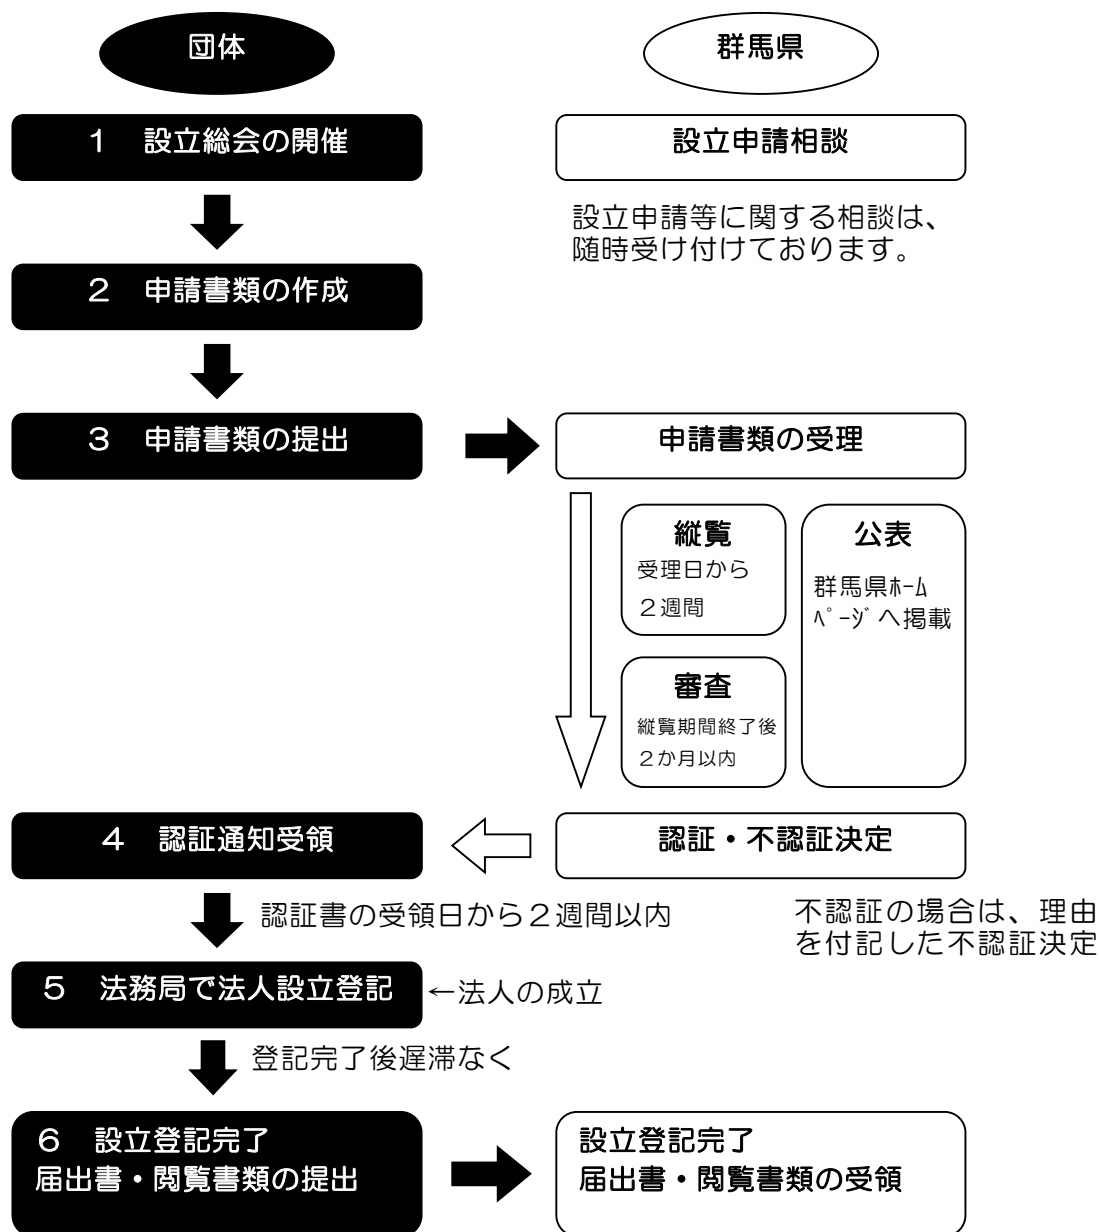 団体
群馬県
１　設立総会の開催
設立申請相談
設立申請等に関する相談は、
随時受け付けております。
２　申請書類の作成
３　申請書類の提出
申請書類の受理
縦覧
受理日から
２週間
公表
群馬県ﾎｰﾑ
ﾍﾟｰｼﾞへ掲載
審査
縦覧期間終了後
２か月以内
４　認証通知受領
認証・不認証決定
認証書の受領日から２週間以内
不認証の場合は、理由
を付記した不認証決定
５　法務局で法人設立登記
←法人の成立
登記完了後遅滞なく
６　設立登記完了
届出書・閲覧書類の提出
設立登記完了
届出書・閲覧書類の受領